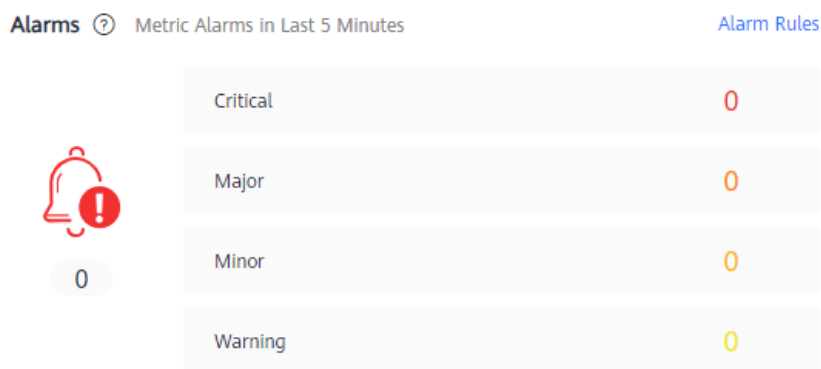 Alarms ? Metric Alarms in Last 5 Minutes Alarm Rules
Critical 0
Major 0
!
Minor 0
0
Warning 0